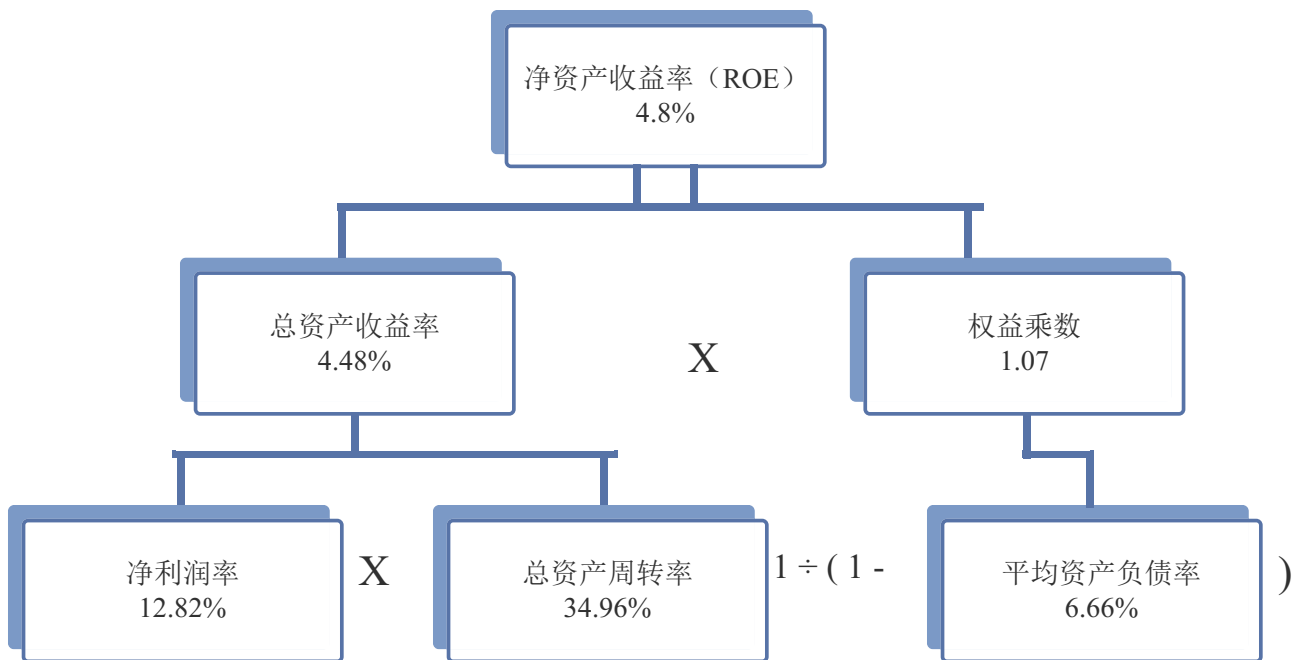 净资产收益率（ROE）
4.8%
总资产收益率
4.48%
X
权益乘数
1.07
净利润率
12.82%
X
总资产周转率
34.96%
1 ÷ ( 1 -
平均资产负债率
6.66%
)